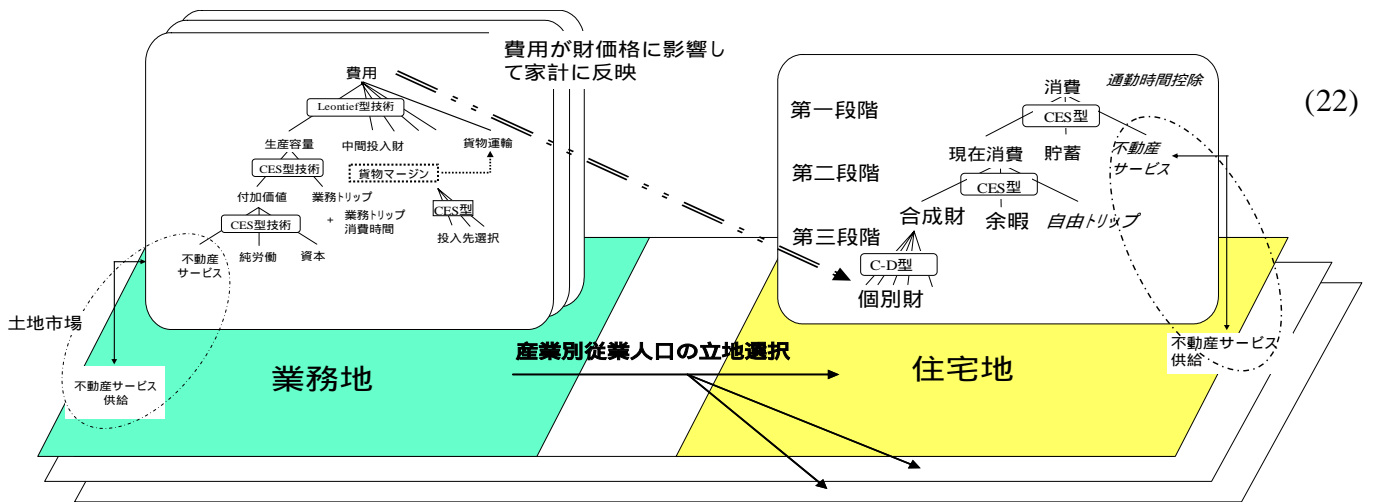 費用が財価格に影響し
て家計に反映
費用
Leontief型技術
生産容量
中間投入財
貨物運輸
CES型技術
貨物マージン
付加価値
業務トリップ
+
業務トリップ
消費時間
CES型
投入先選択
CES型技術
不動産
サービス
純労働
資本
土地市場
不動産サービス
供給
業務地
第一段階
第二段階
第三段階
消費
通勤時間控除
CES型
現在消費
貯蓄
不動産
サービス
CES型
合成財
余暇
自由トリップ
C-D型
個別財
(22)
不動産サービス
供給
産業別従業人口の立地選択
住宅地